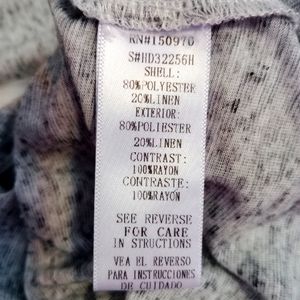 RN#150970
S#HD32256H
SHELL:
80%POLYESTER
20%LINEN
EXTERIOR:
80%POLIESTER
20%LINEN
CONTRAST:
100%RAYON
CONTRASTE:
100%RAYON
SEE REVERSE
FOR CARE
IN STRUCTIONS
VEA EL REVERSO
PARA INSTRUCCIONES
DE CUIDADO